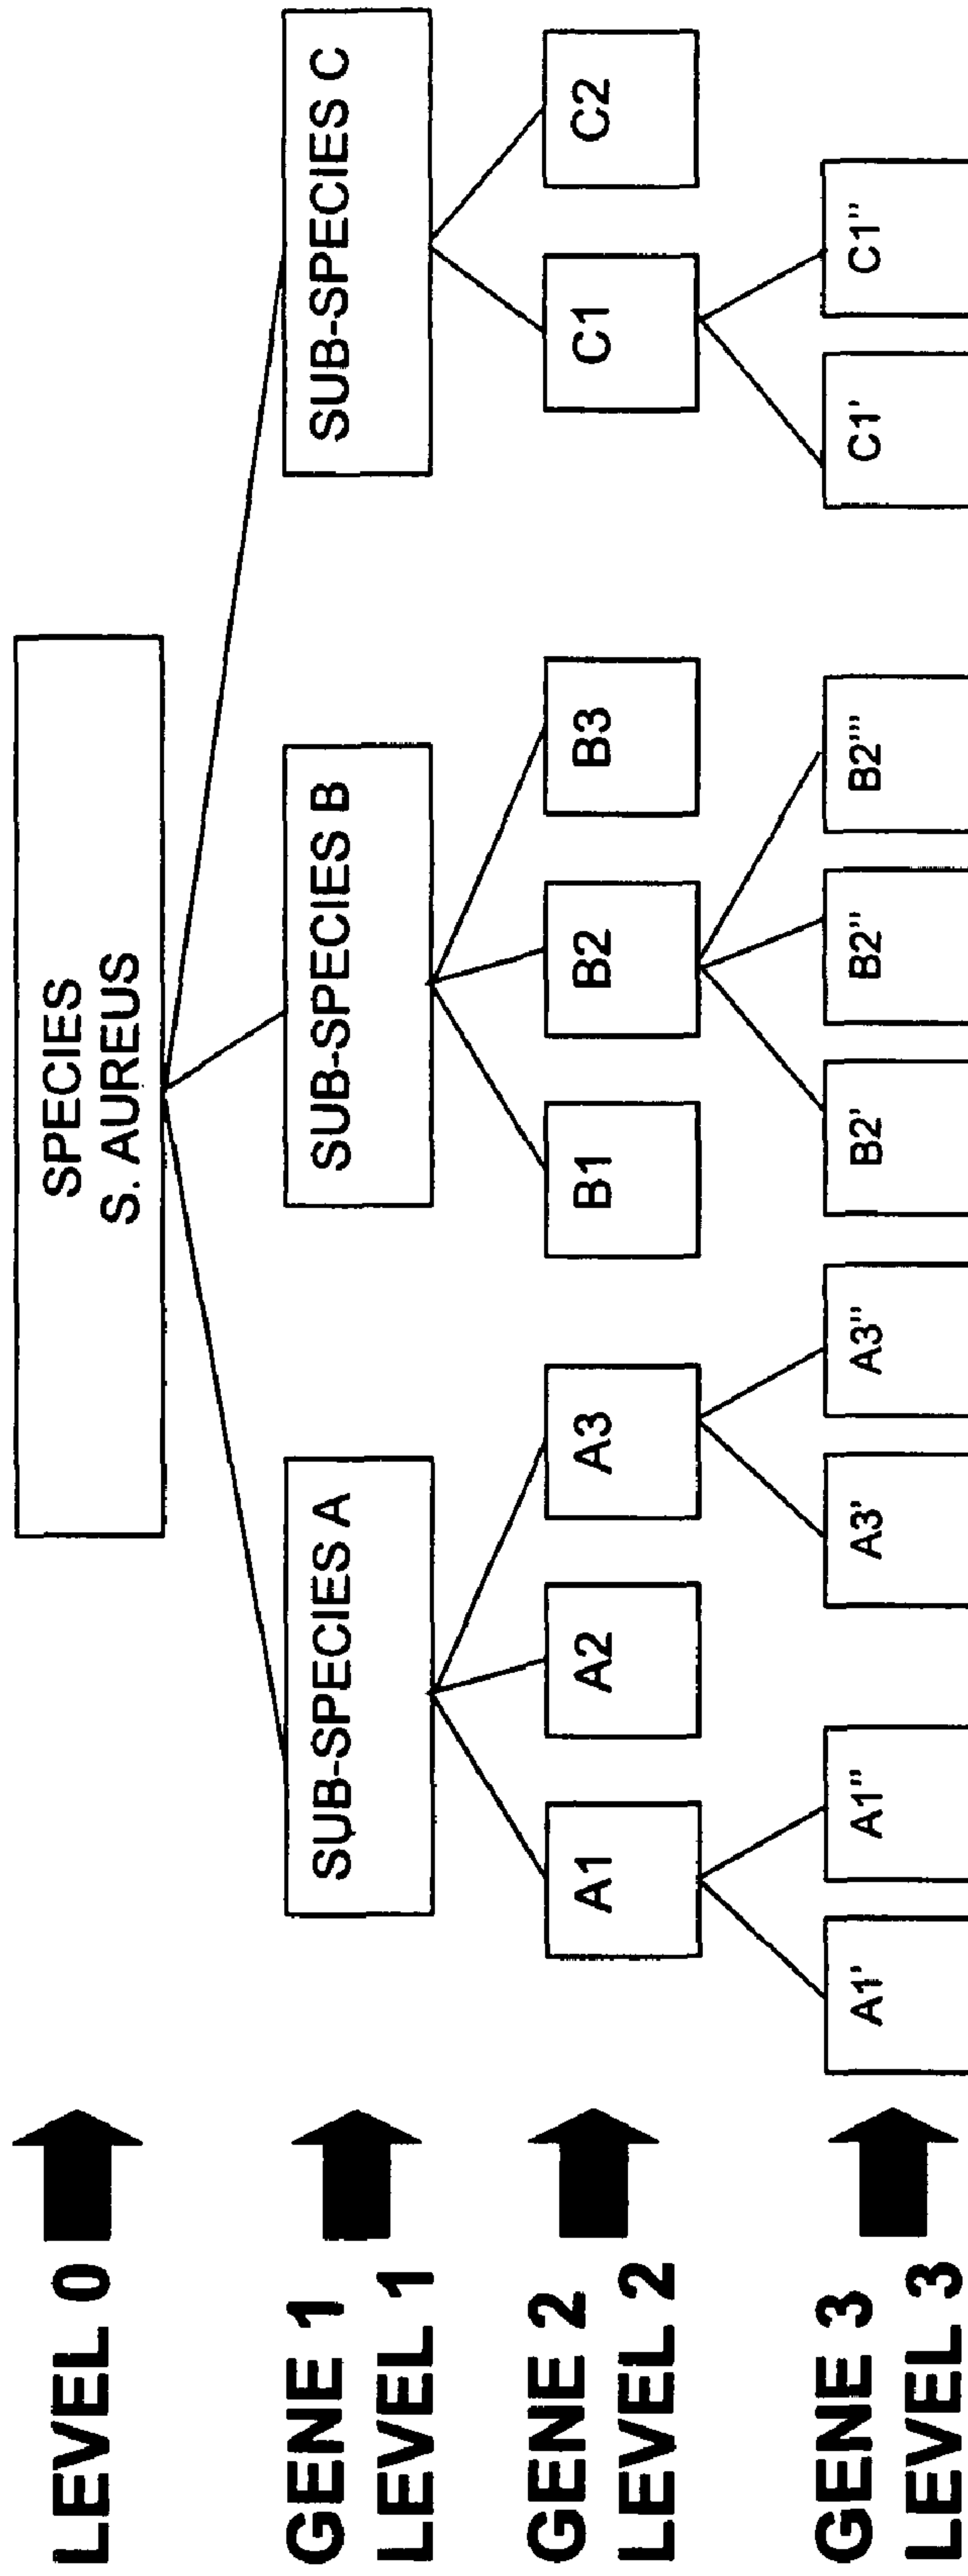 LEVEL 0
SPECIES
S. AUREUS
GENE 1
LEVEL 1
SUB-SPECIES A
SUB-SPECIES B
SUB-SPECIES C
GENE 2
LEVEL 2
A1
A2
A3
B1
B2
B3
C1
C2
GENE 3
LEVEL 3
A1'
A1''
A3'
A3''
B2'
B2''
B2'''
C1'
C1''